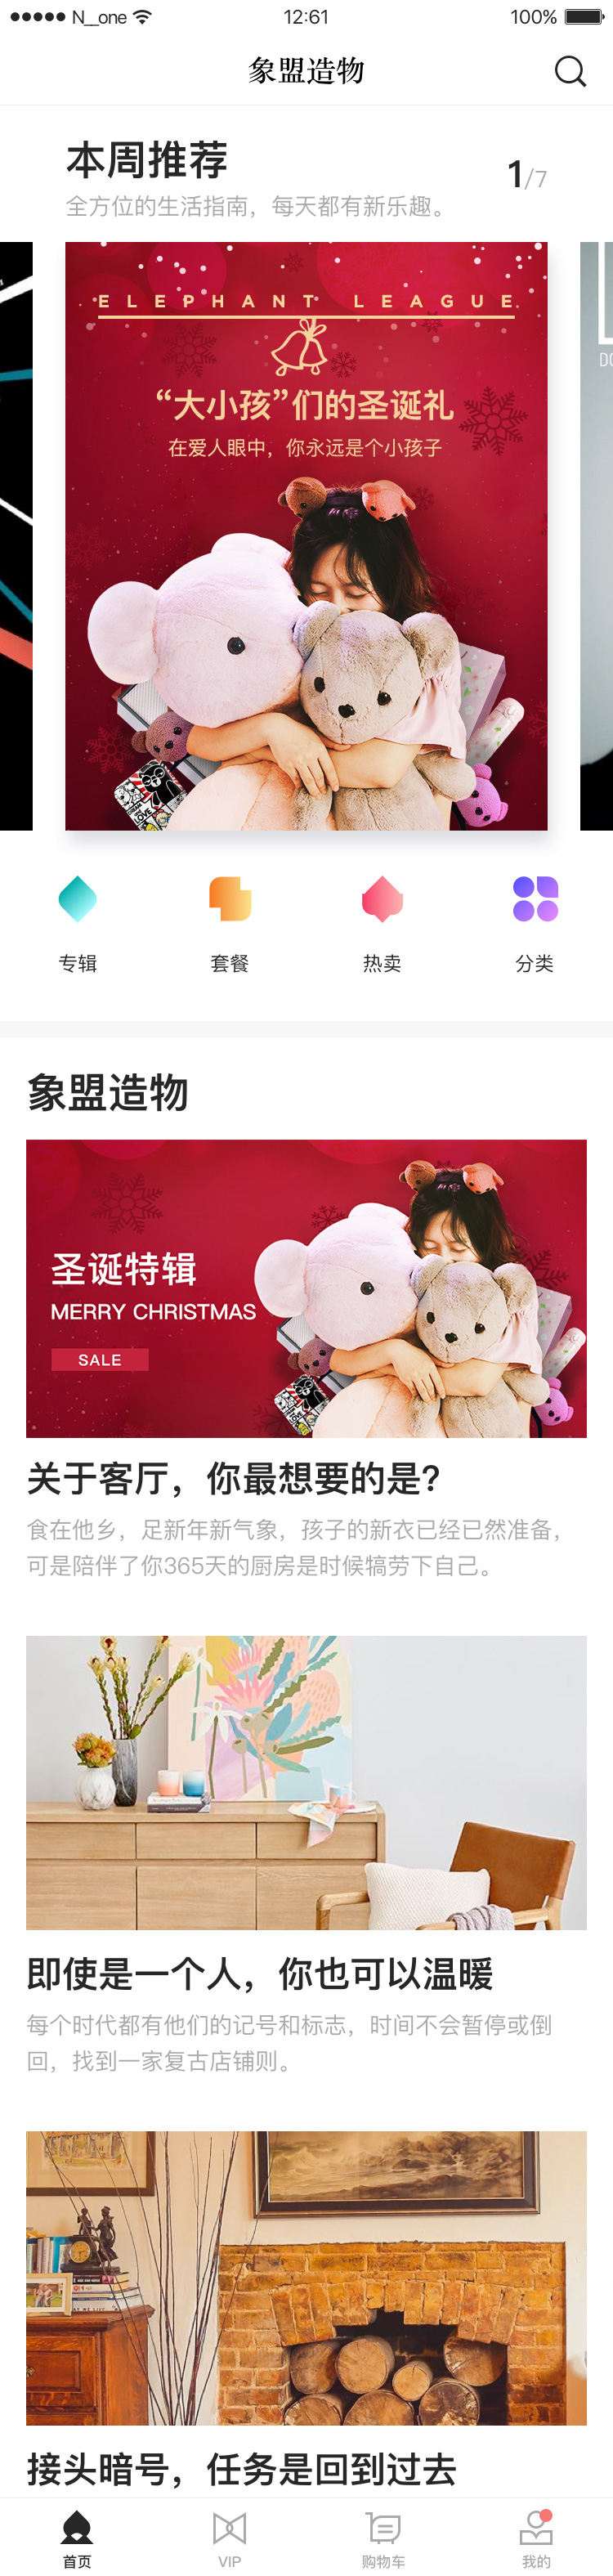 N_one
12:61
100%
象盟造物
本周推荐
1/7
全方位的生活指南，每天都有新乐趣。
ELEPHANT LEAGUE
“大小孩”们的圣诞礼
在爱人眼中，你永远是个小孩子
专辑
套餐
热卖
分类
象盟造物
圣诞特辑
MERRY CHRISTMAS
SALE
关于客厅，你最想要的是?
食在他乡，足新年新气象，孩子的新衣已经已然准备，
可是陪伴了你365天的厨房是时候犒劳下自己。
即使是一个人，你也可以温暖
每个时代都有他们的记号和标志，时间不会暂停或倒
回，找到一家复古店铺则。
接头暗号，任务是回到过去
首页
VIP
购物车
我的